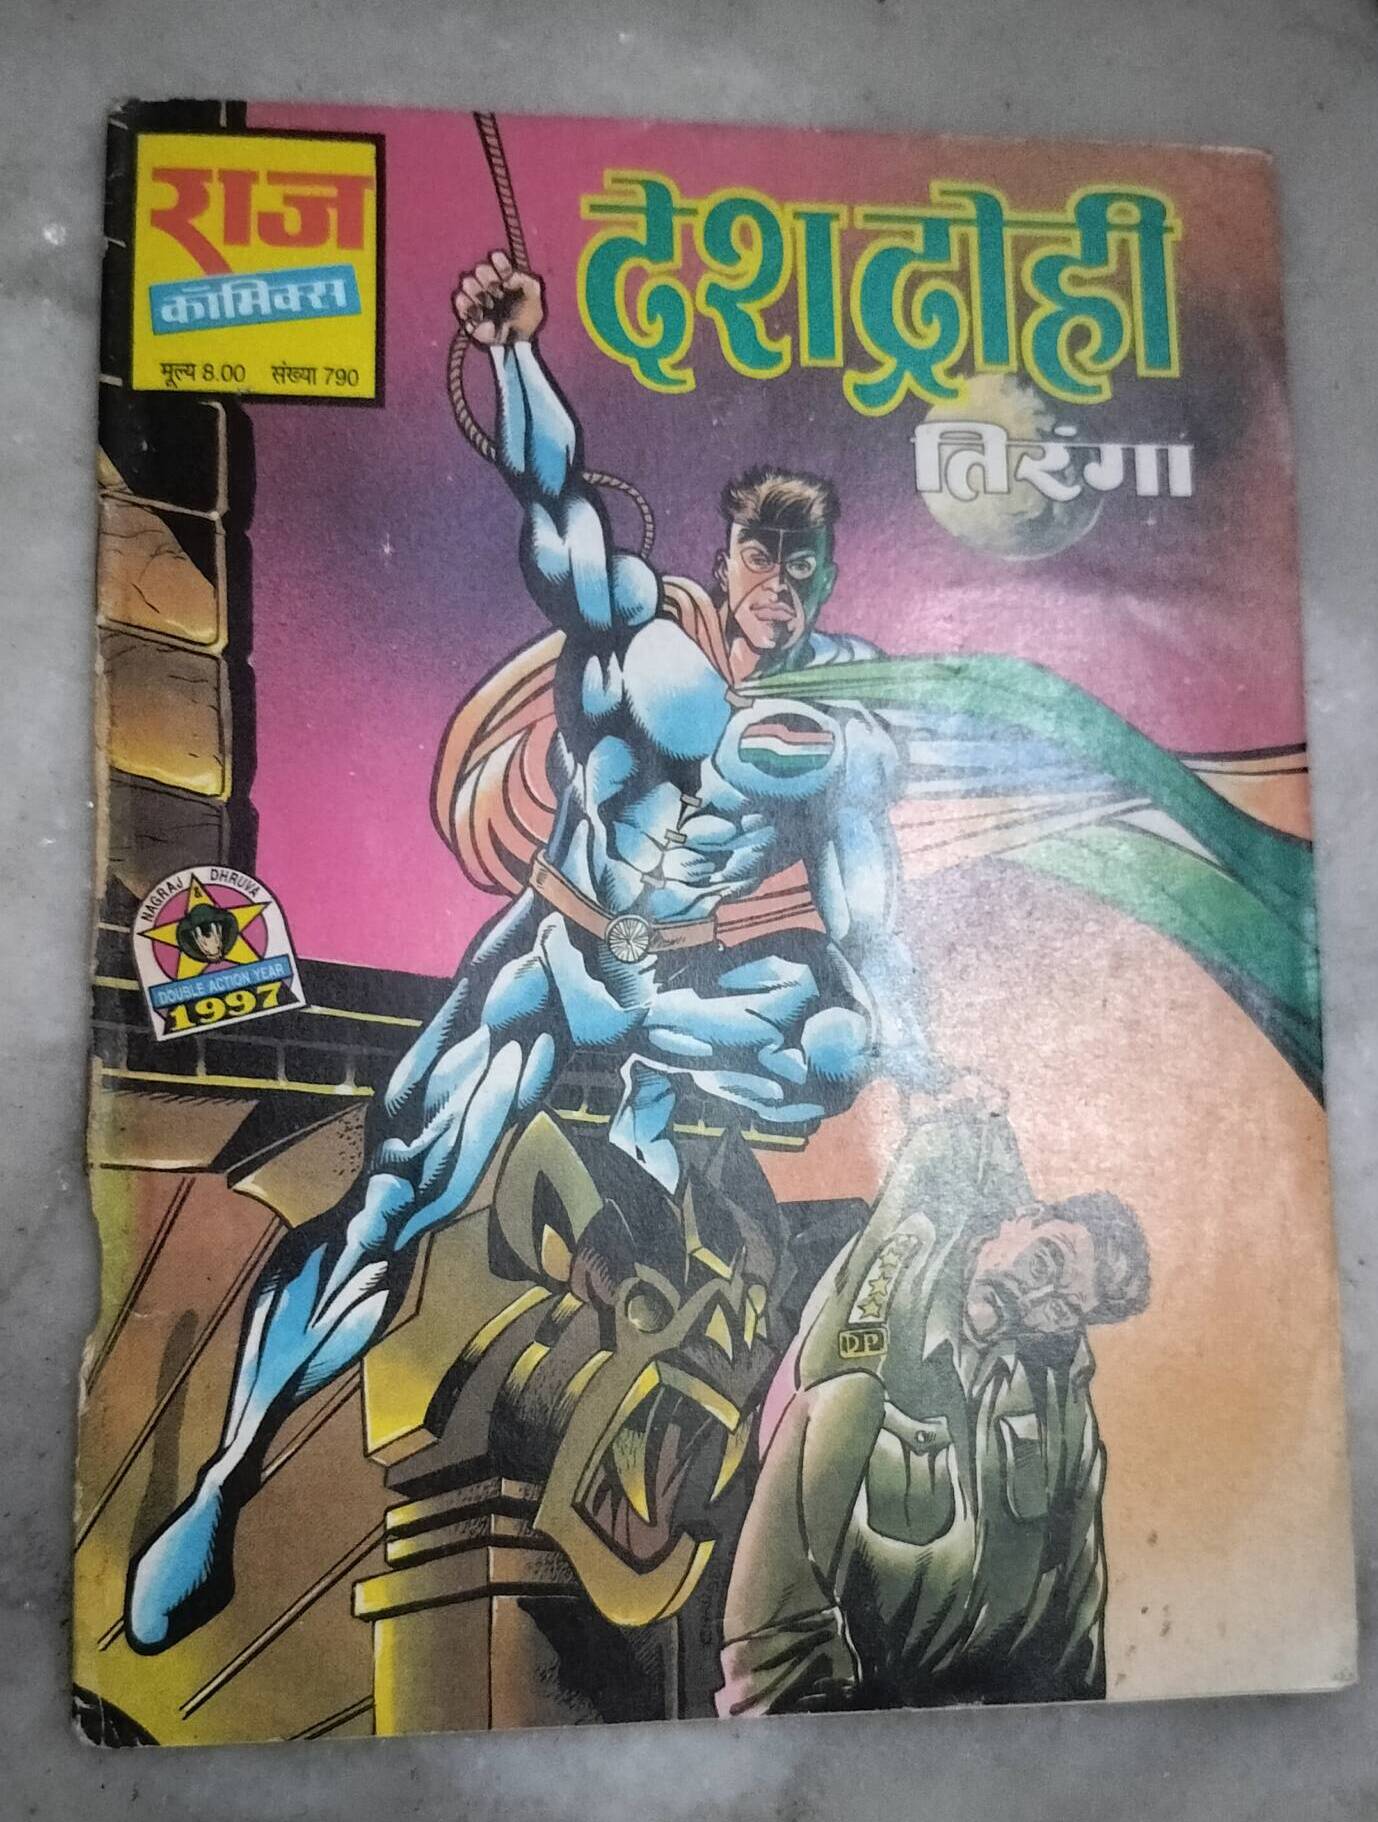 राज
कॉमिक्स
मूल्य 8.00 संख्या 790
देशद्रोही
तिरंगा
NAGRAJ & DHRUVA
DOUBLE ACTION YEAR
1997
DP